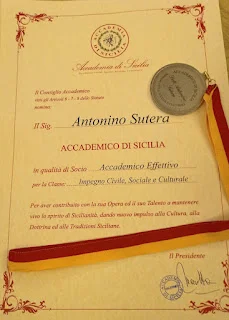 ACCADEMIA DI SICILIA
Accademia di Sicilia
Il Consiglio Accademico
visti gli Articoli 6 - 7 - 8 dello Statuto
nomina:
Il Sig. Antonino Sutera
ACCADEMICO DI SICILIA
in qualità di Socio Accademico Effettivo
per la Classe: Impegno Civile, Sociale e Culturale
Per aver contribuito con la sua Opera ed il suo Talento a mantenere
vivo lo spirito di Sicilianità, dando nuovo impulso alla Cultura, alla
Dottrina ed alle Tradizioni Siciliane.
Il Presidente